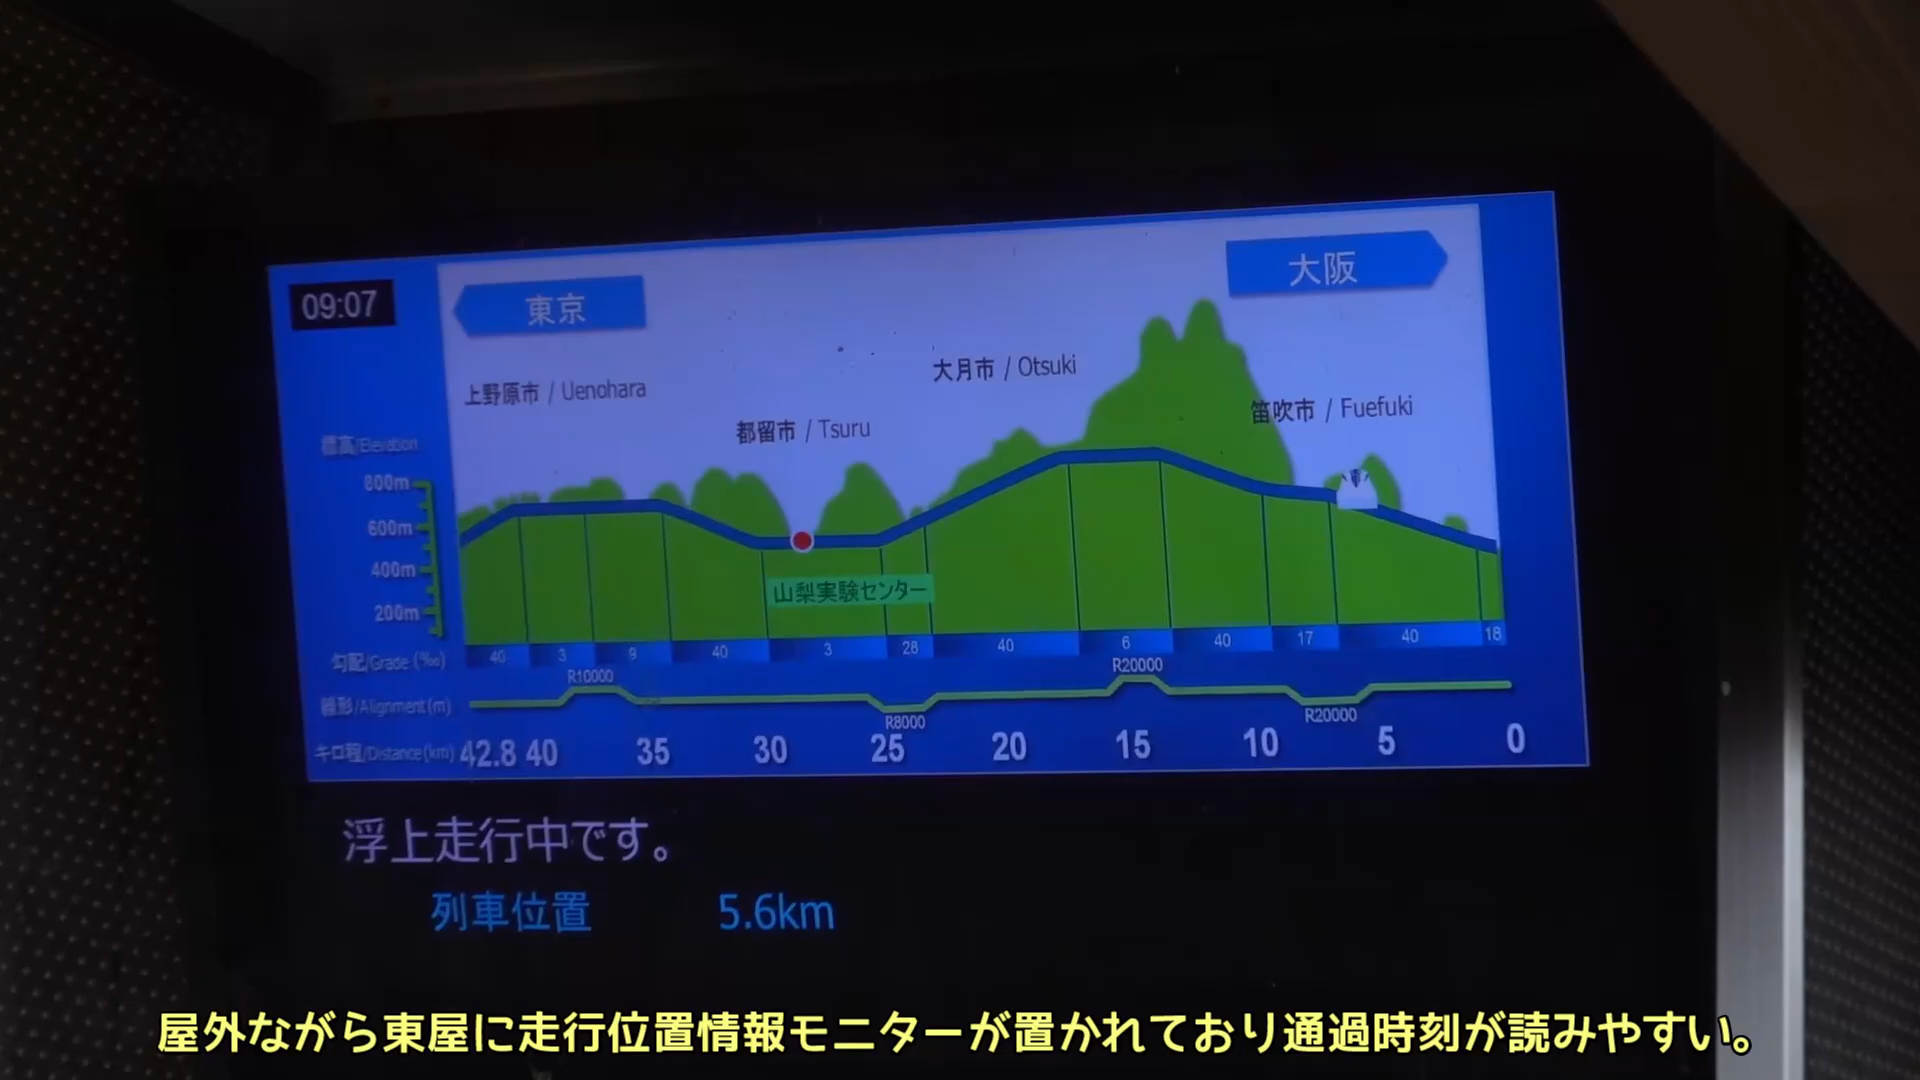 09:07
東京
大阪
上野原市 / Uenohara
都留市 / Tsuru
大月市 / Otsuki
笛吹市 / Fuefuki
標高/Elevation
800m
600m
400m
200m
山梨実験センター
勾配/Grade (‰)
40 3 9 40 3 28 40 6 40 17 40 18
R10000
R20000
線形/Alignment(m)
R8000
R20000
キロ程/Distance(km) 42.8 40 35 30 25 20 15 10 5 0
浮上走行中です。
列車位置 5.6km
屋外ながら東屋に走行位置情報モニターが置かれており通過時刻が読みやすい。